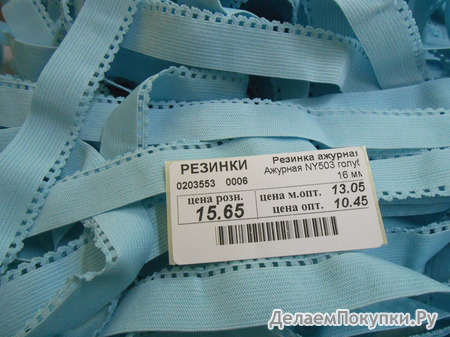 РЕЗИНКИ
Резинка ажурная
Ажурная NY503 голуб
0203553 0006
16 мм
цена розн.
15.65
цена м.опт. 13.05
цена опт. 10.45
ДелаемПокупки.Ру